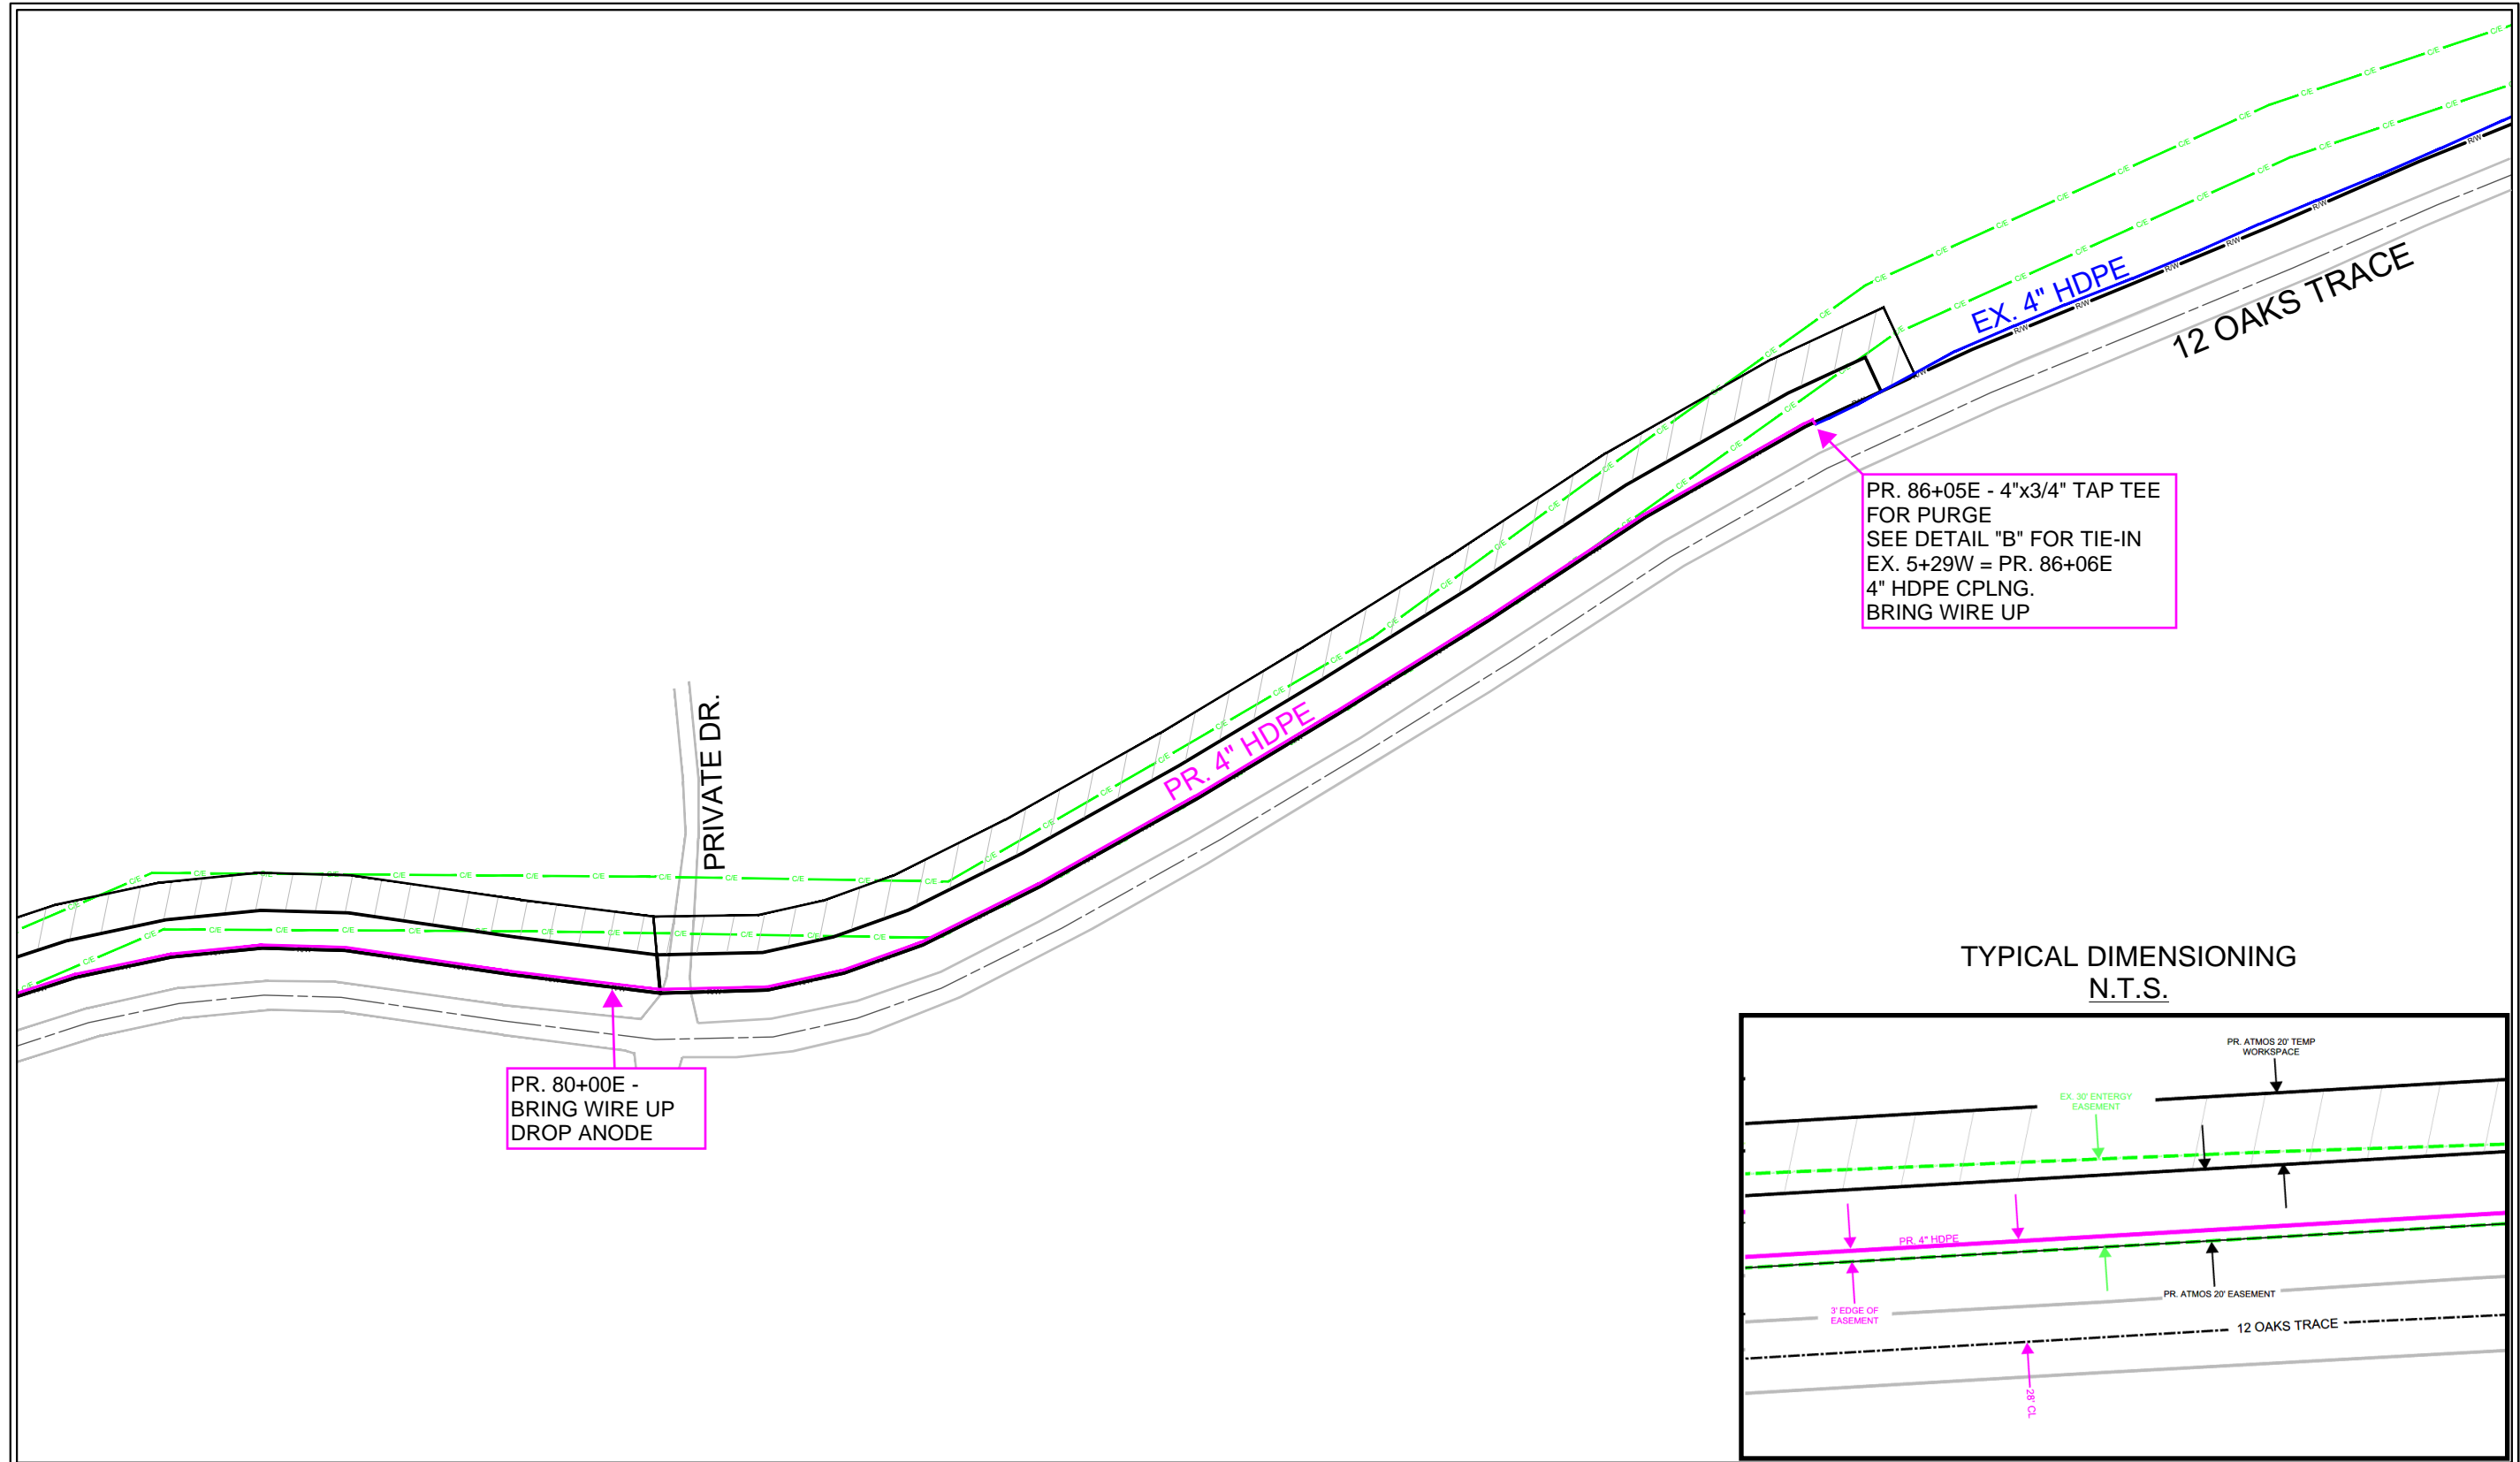 EX. 4" HDPE
12 OAKS TRACE
PR. 86+05E - 4"x3/4" TAP TEE
FOR PURGE
SEE DETAIL "B" FOR TIE-IN
EX. 5+29W = PR. 86+06E
4" HDPE CPLNG.
BRING WIRE UP
PRIVATE DR.
PR. 4" HDPE
PR. 80+00E -
BRING WIRE UP
DROP ANODE
C/E
R/W
TYPICAL DIMENSIONING
N.T.S.
PR. ATMOS 20' TEMP
WORKSPACE
EX. 30' ENTERGY
EASEMENT
PR. 4" HDPE
3' EDGE OF
EASEMENT
PR. ATMOS 20' EASEMENT
12 OAKS TRACE
28' CL